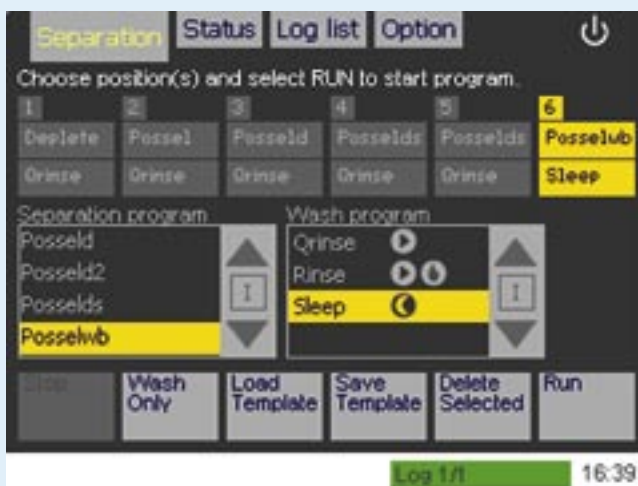 Separation Status Log list Option
Choose position(s) and select RUN to start program.
1 2 3 4 5 6
Deplete Possel Posseld Posselds Posselds Posselwb
Qrinse Qrinse Qrinse Qrinse Qrinse Sleep
Separation program Wash program
Posseld Qrinse
Posseld2 Rinse
Posselds Sleep
Posselwb
Stop Wash Only Load Template Save Template Delete Selected Run
Log 1/1 16:39